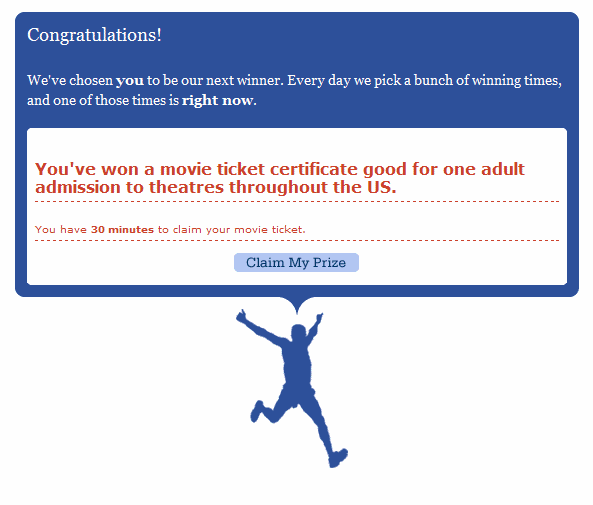 Congratulations!
We've chosen you to be our next winner. Every day we pick a bunch of winning times,
and one of those times is right now.
You've won a movie ticket certificate good for one adult
admission to theatres throughout the US.
You have 30 minutes to claim your movie ticket.
Claim My Prize